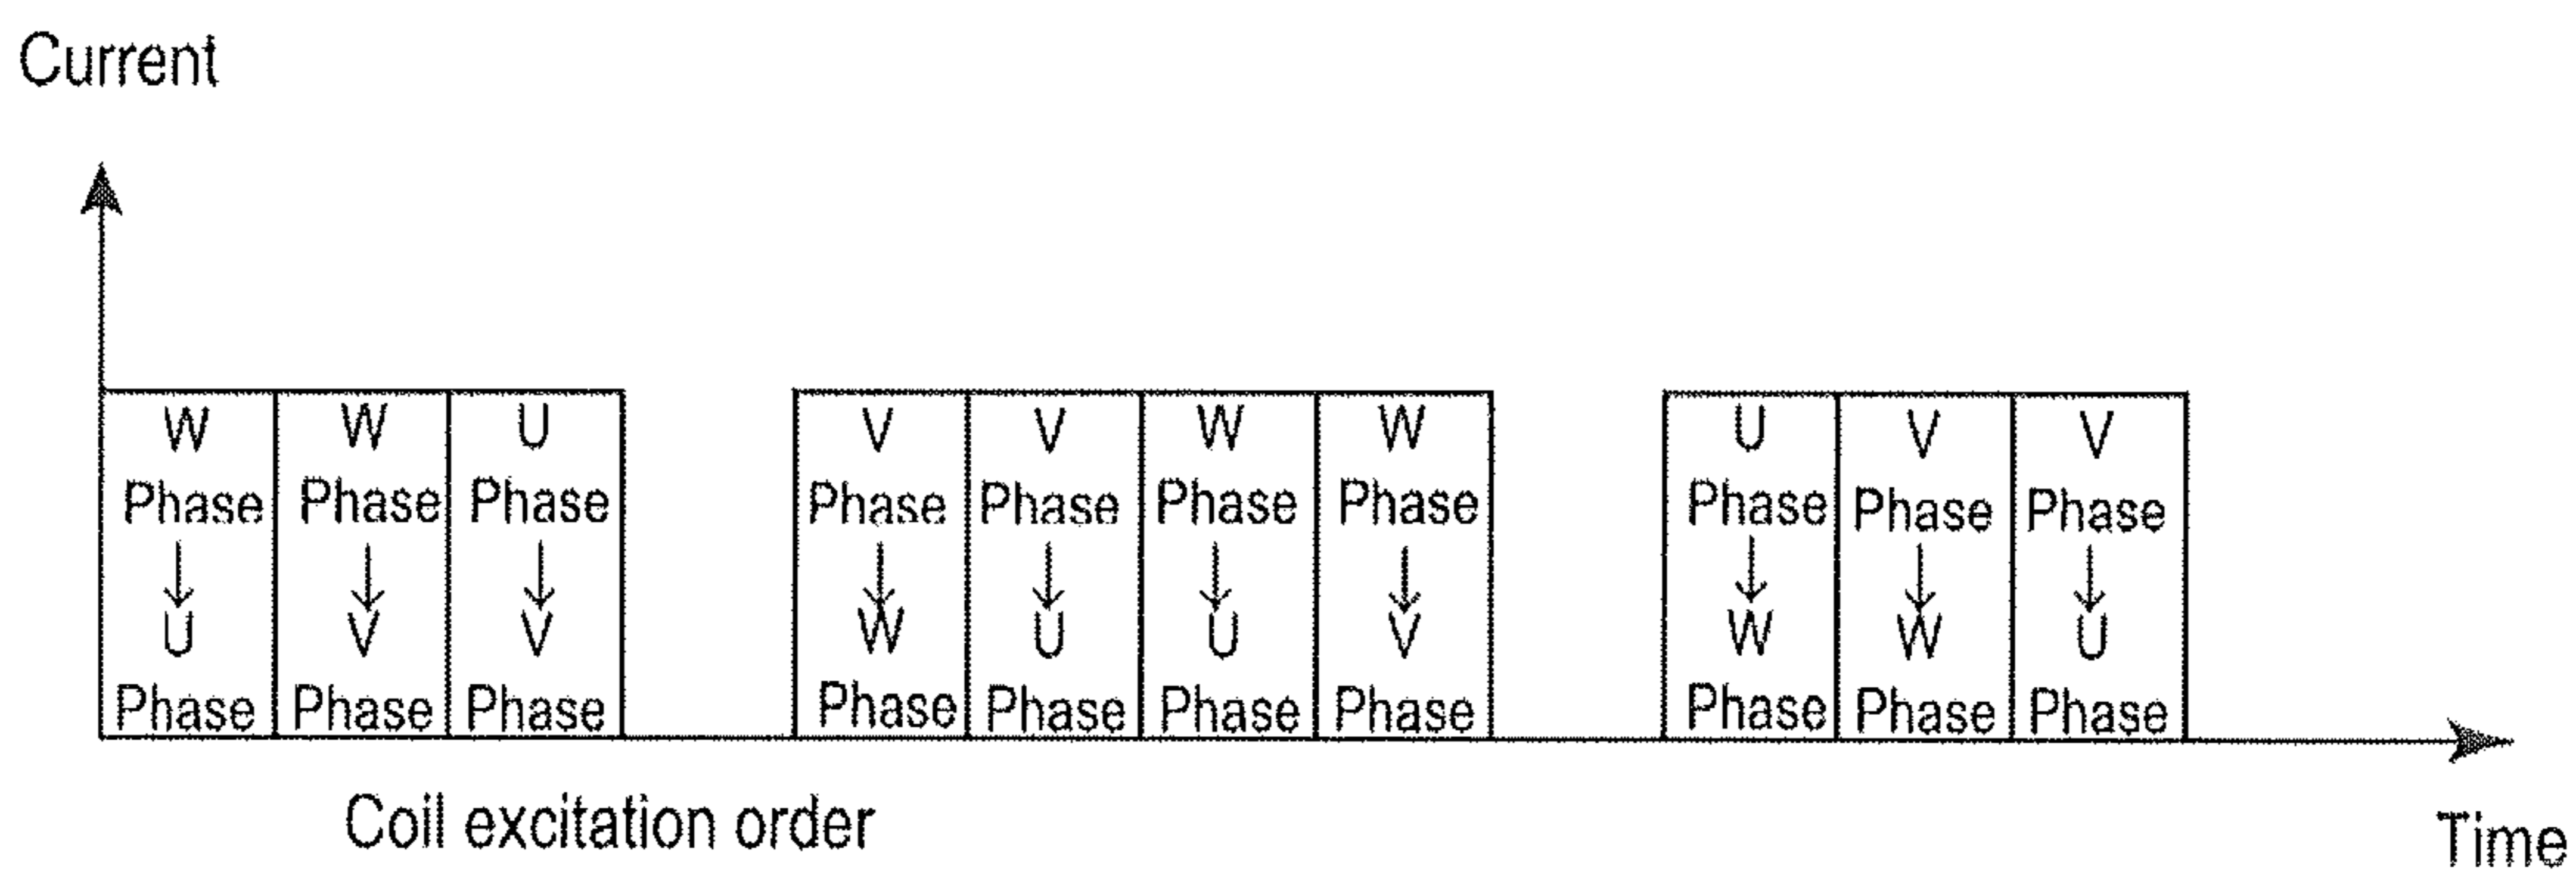 Current
W W U V V W W U V V
Phase Phase Phase Phase Phase Phase Phase Phase Phase Phase
↓ ↓ ↓ ↓ ↓ ↓ ↓ ↓ ↓ ↓
U V V W U U V W W U
Phase Phase Phase Phase Phase Phase Phase Phase Phase Phase
Coil excitation order
Time